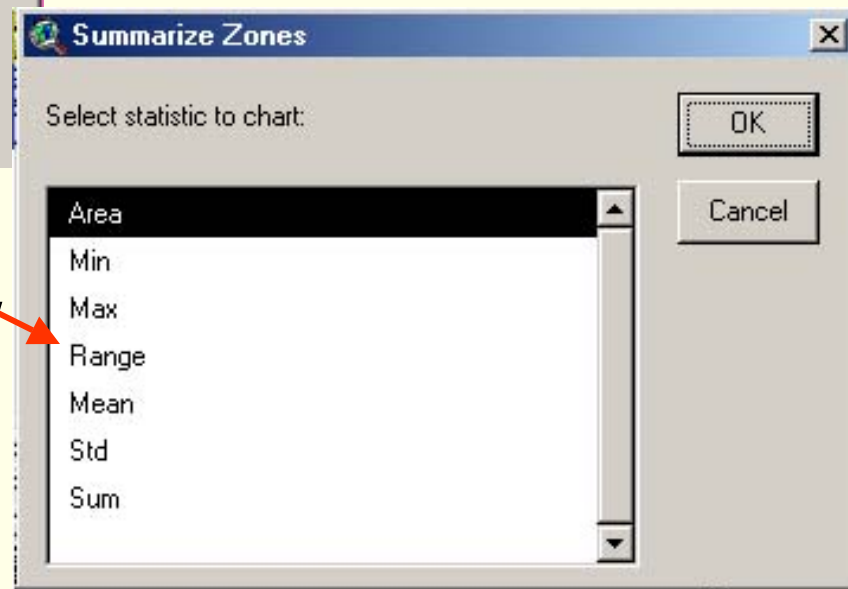 Summarize Zones
Select statistic to chart:
OK
Cancel
Area
Min
Max
Range
Mean
Std
Sum